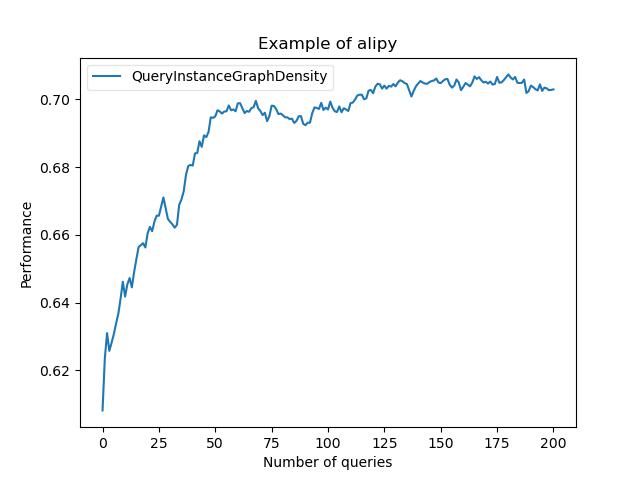 Example of alipy
QueryInstanceGraphDensity
Performance
0.70
0.68
0.66
0.64
0.62
0 25 50 75 100 125 150 175 200
Number of queries